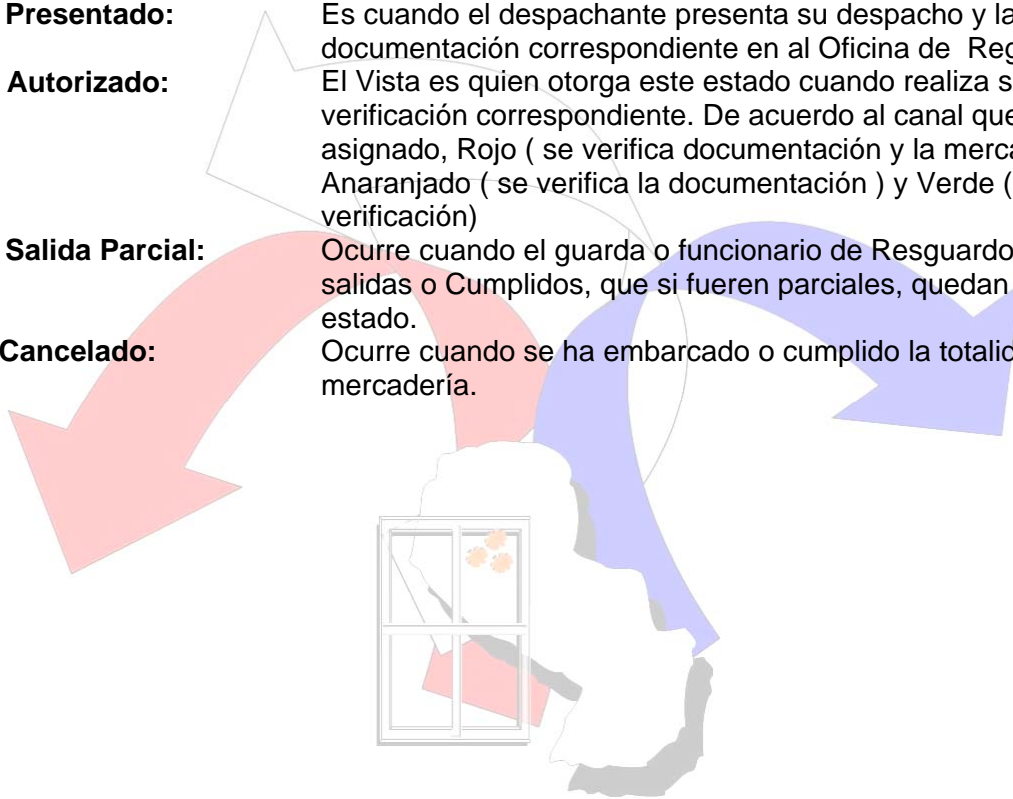 Presentado: Es cuando el despachante presenta su despacho y la
documentación correspondiente en al Oficina de
Autorizado: El Vista es quien otorga este estado cuando realiza
verificación correspondiente. De acuerdo al canal que
asignado, Rojo ( se verifica documentación y la
Anaranjado ( se verifica la documentación ) y Verde (
verificación)
Salida Parcial: Ocurre cuando el guarda o funcionario de Resguardo
salidas o Cumplidos, que si fueren parciales, quedan
estado.
Cancelado: Ocurre cuando se ha embarcado o cumplido la
mercadería.